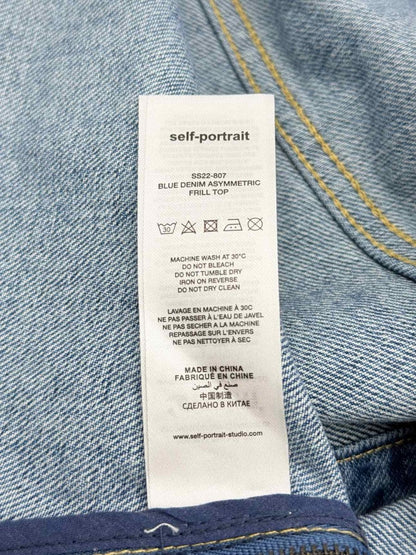 self-portrait
SS22-807
BLUE DENIM ASYMMETRIC
FRILL TOP
30
MACHINE WASH AT 30°C
DO NOT BLEACH
DO NOT TUMBLE DRY
IRON ON REVERSE
DO NOT DRY CLEAN
LAVAGE EN MACHINE À 30C
NE PAS PASSER À L'EAU DE JAVEL
NE PAS SECHER A LA MACHINE
REPASSAGE SUR L'ENVERS
NE PAS NETTOYER À SEC
MADE IN CHINA
FABRIQUÉ EN CHINE
صنع في الصين
中国制造
СДЕЛАНО В КИТАЕ
www.self-portrait-studio.com